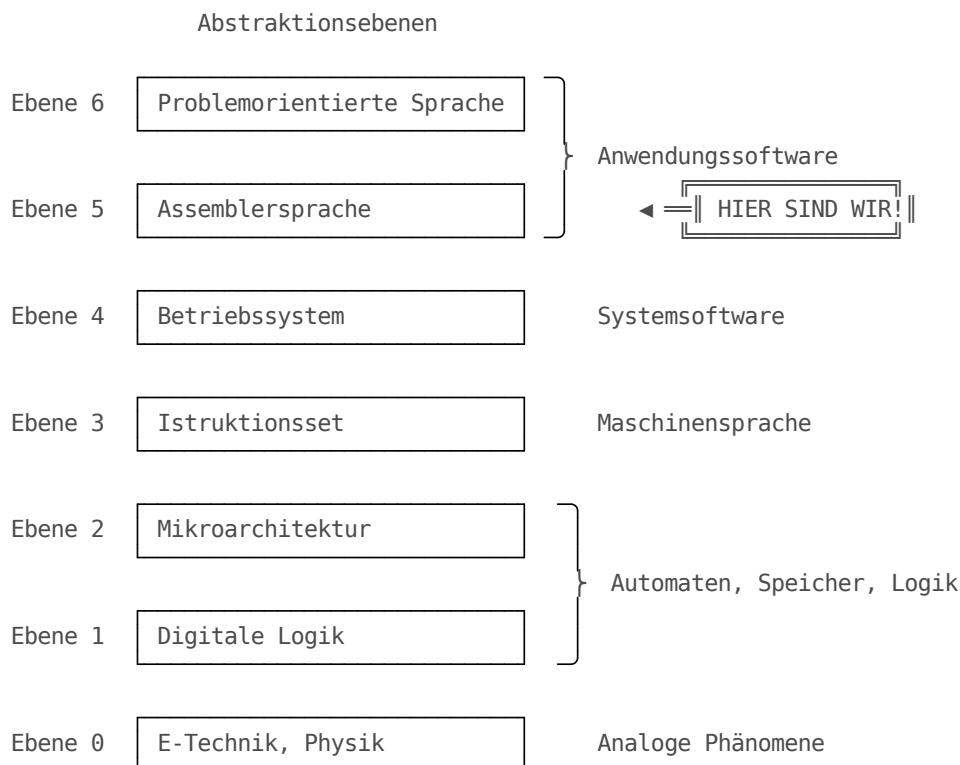 Abstraktionsebenen
Ebene 6 Problemorientierte Sprache
Anwendungssoftware
Ebene 5 Assemblersprache HIER SIND WIR!
Ebene 4 Betriebssystem Systemsoftware
Ebene 3 Istruktionsset Maschinensprache
Ebene 2 Mikroarchitektur
Automaten, Speicher, Logik
Ebene 1 Digitale Logik
Ebene 0 E-Technik, Physik Analoge Phänomene